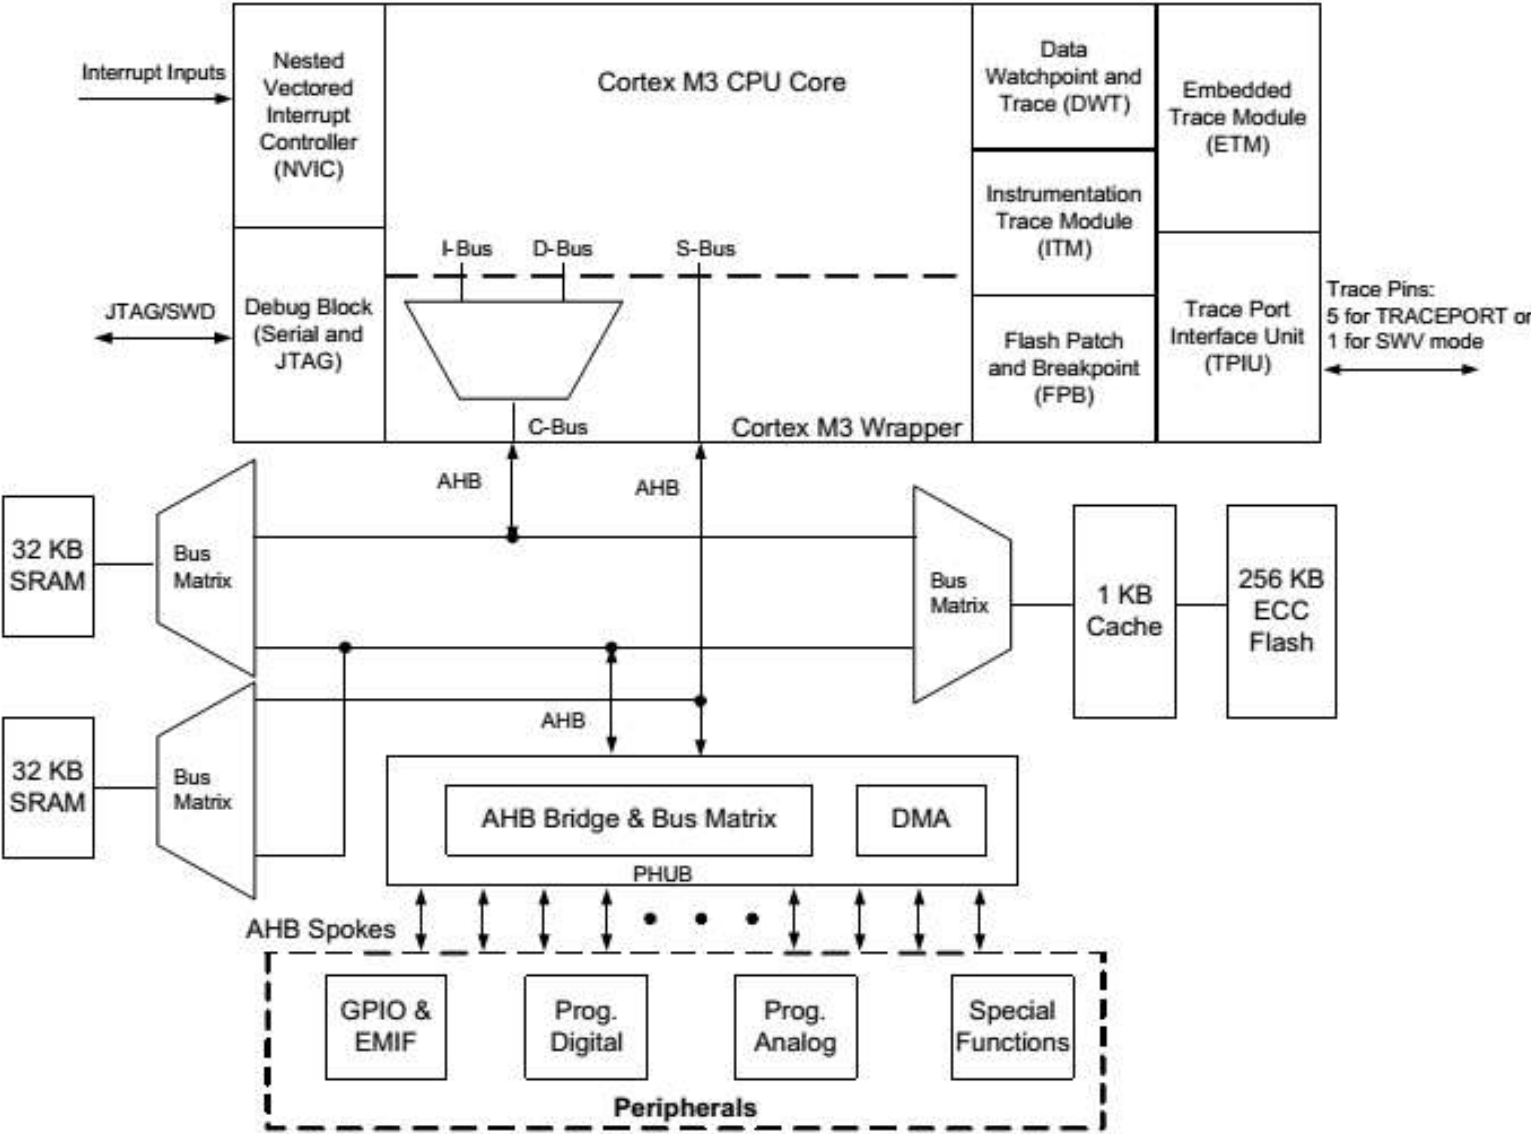 Interrupt Inputs
Nested
Vectored
Interrupt
Controller
(NVIC)
Cortex M3 CPU Core
Data
Watchpoint and
Trace (DWT)
Embedded
Trace Module
(ETM)
Instrumentation
Trace Module
(ITM)
I-Bus
D-Bus
S-Bus
JTAG/SWD
Debug Block
(Serial and
JTAG)
Flash Patch
and Breakpoint
(FPB)
Trace Port
Interface Unit
(TPIU)
Trace Pins:
5 for TRACEPORT or
1 for SWV mode
C-Bus
Cortex M3 Wrapper
AHB
AHB
32 KB
SRAM
Bus
Matrix
Bus
Matrix
1 KB
Cache
256 KB
ECC
Flash
AHB
32 KB
SRAM
Bus
Matrix
AHB Bridge & Bus Matrix
DMA
PHUB
AHB Spokes
GPIO &
EMIF
Prog.
Digital
Prog.
Analog
Special
Functions
Peripherals